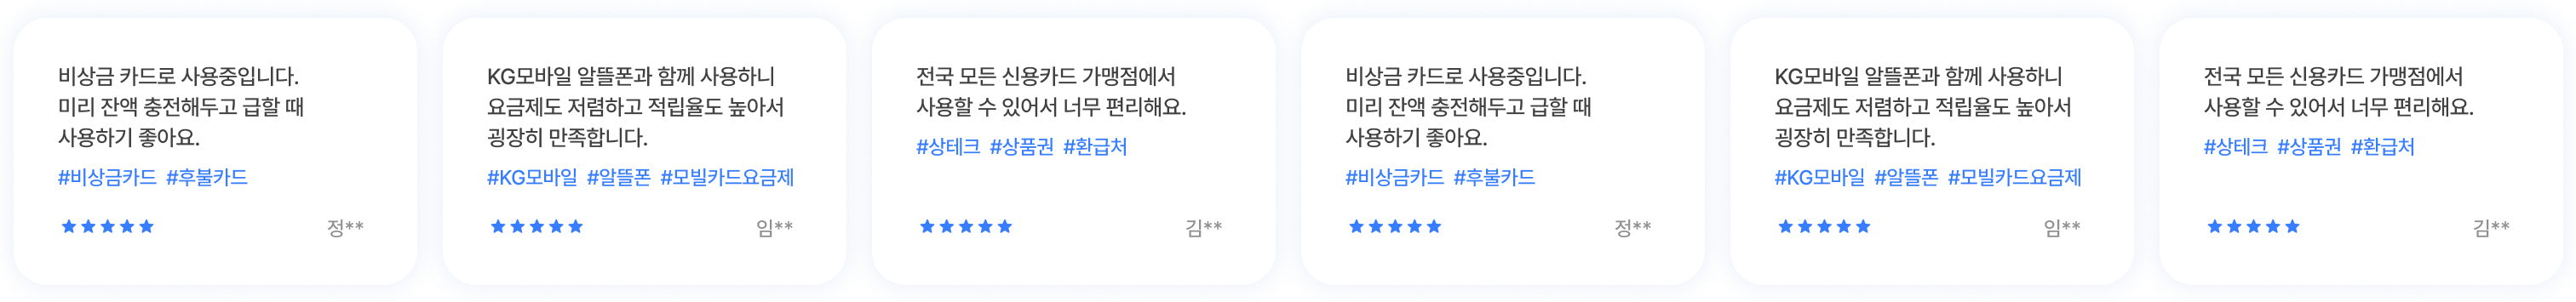 비상금 카드로 사용중입니다.
미리 잔액 충전해두고 급할 때
사용하기 좋아요.
#비상금카드 #후불카드
정**
KG모바일 알뜰폰과 함께 사용하니
요금제도 저렴하고 적립율도 높아서
굉장히 만족합니다.
#KG모바일 #알뜰폰 #모빌카드요금제
임**
전국 모든 신용카드 가맹점에서
사용할 수 있어서 너무 편리해요.
#상테크 #상품권 #환급처
김**
비상금 카드로 사용중입니다.
미리 잔액 충전해두고 급할 때
사용하기 좋아요.
#비상금카드 #후불카드
정**
KG모바일 알뜰폰과 함께 사용하니
요금제도 저렴하고 적립율도 높아서
굉장히 만족합니다.
#KG모바일 #알뜰폰 #모빌카드요금제
임**
전국 모든 신용카드 가맹점에서
사용할 수 있어서 너무 편리해요.
#상테크 #상품권 #환급처
김**